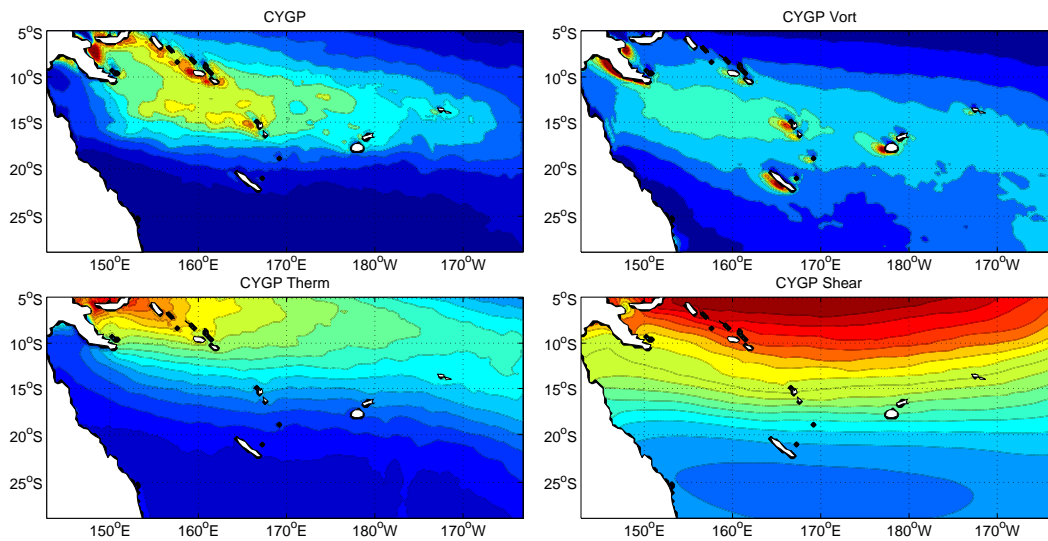 CYGP
5°S
10°S
15°S
20°S
25°S
150°E
160°E
170°E
180°W
170°W
CYGP Vort
5°S
10°S
15°S
20°S
25°S
150°E
160°E
170°E
180°W
170°W
CYGP Therm
5°S
10°S
15°S
20°S
25°S
150°E
160°E
170°E
180°W
170°W
CYGP Shear
5°S
10°S
15°S
20°S
25°S
150°E
160°E
170°E
180°W
170°W